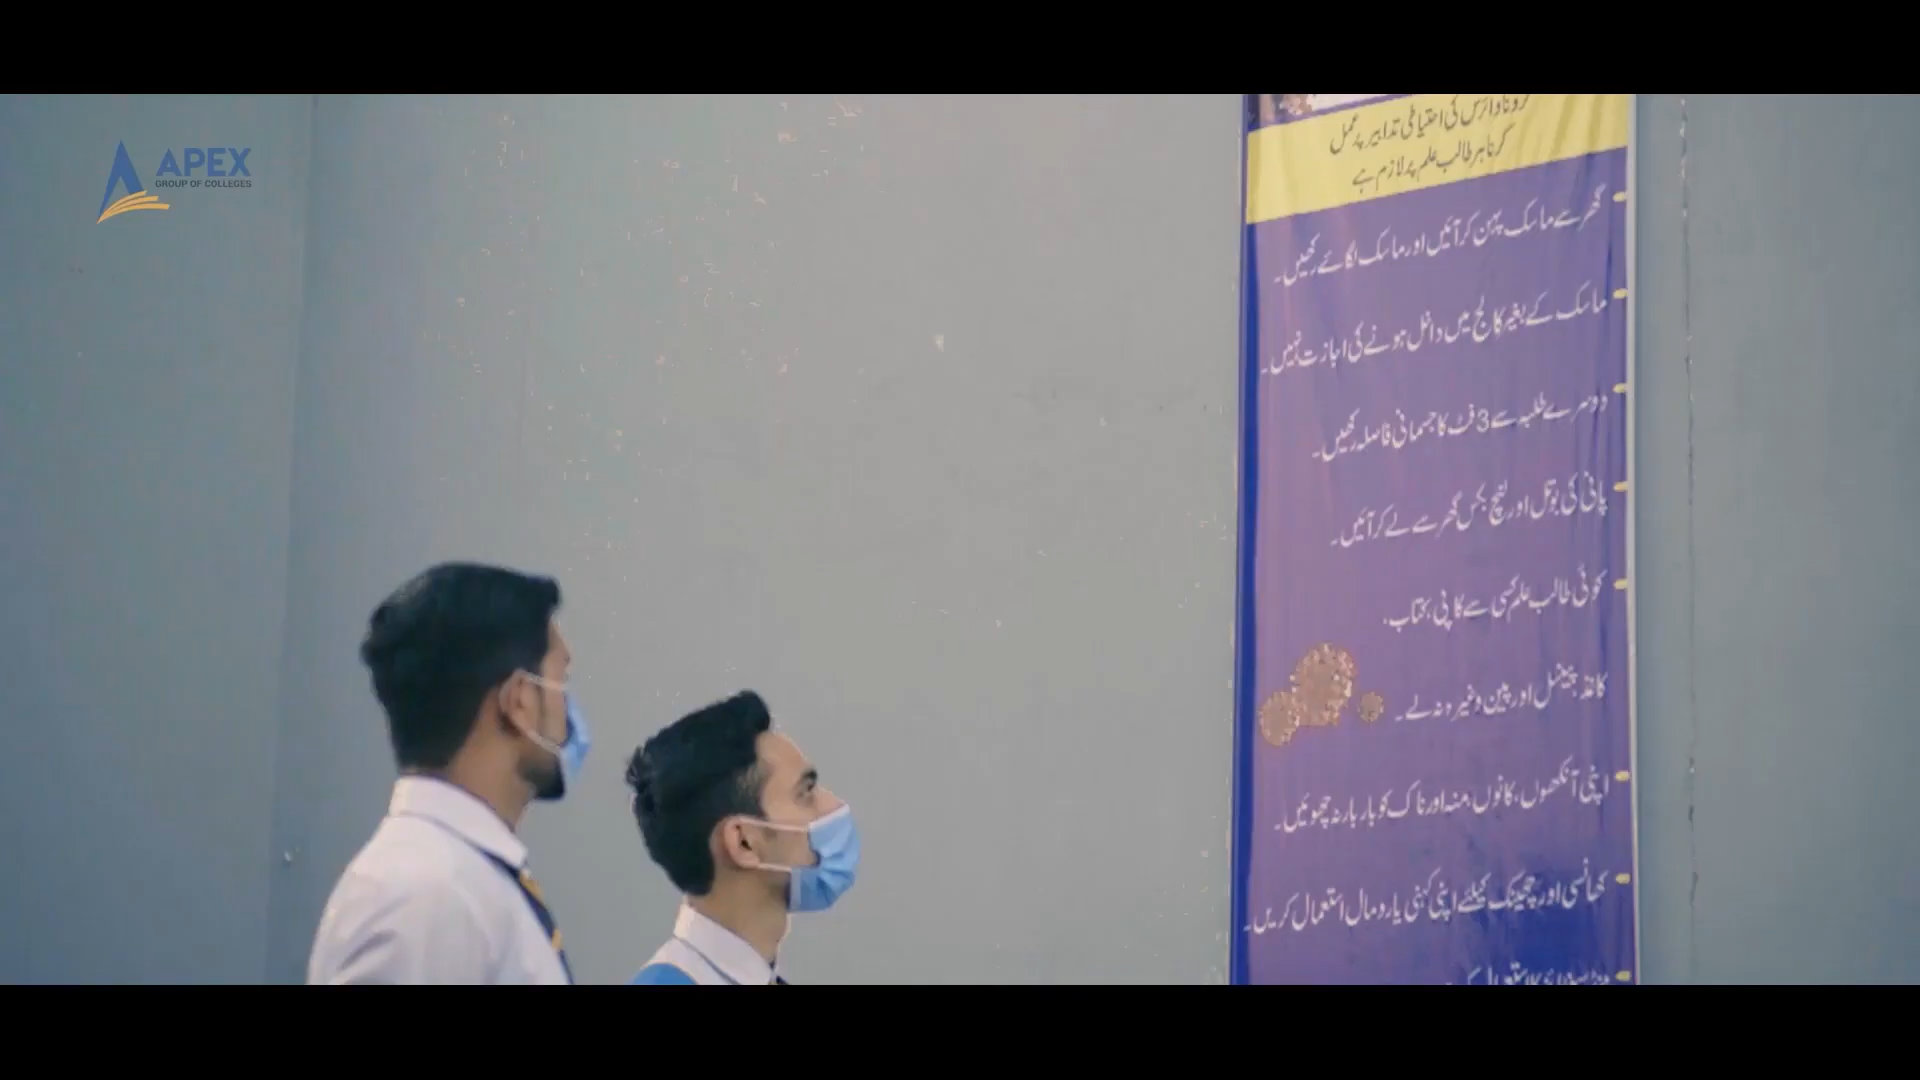 APEX
GROUP OF COLLEGES
کرونا وائرس کی احتیاطی تدابیر پر عمل
کرنا ہر طالب علم پر لازم ہے
گھر سے ماسک پہن کر آئیں اور ماسک لگائے رکھیں۔
ماسک کے بغیر کالج میں داخل ہونے کی اجازت نہیں۔
دوسرے طلبہ سے 3 فٹ کا جسمانی فاصلہ رکھیں۔
پانی کی بوتل اور لنچ بکس گھر سے لے کر آئیں۔
کوئی طالب علم کسی سے کاپی، کتاب،
کاغذ، پینسل اور پین وغیرہ نہ لے۔
اپنی آنکھوں، کانوں، منہ اور ناک کو بار بار نہ چھوئیں۔
کھانسی اور چھینک کیلئے اپنی کہنی یا رومال استعمال کریں۔